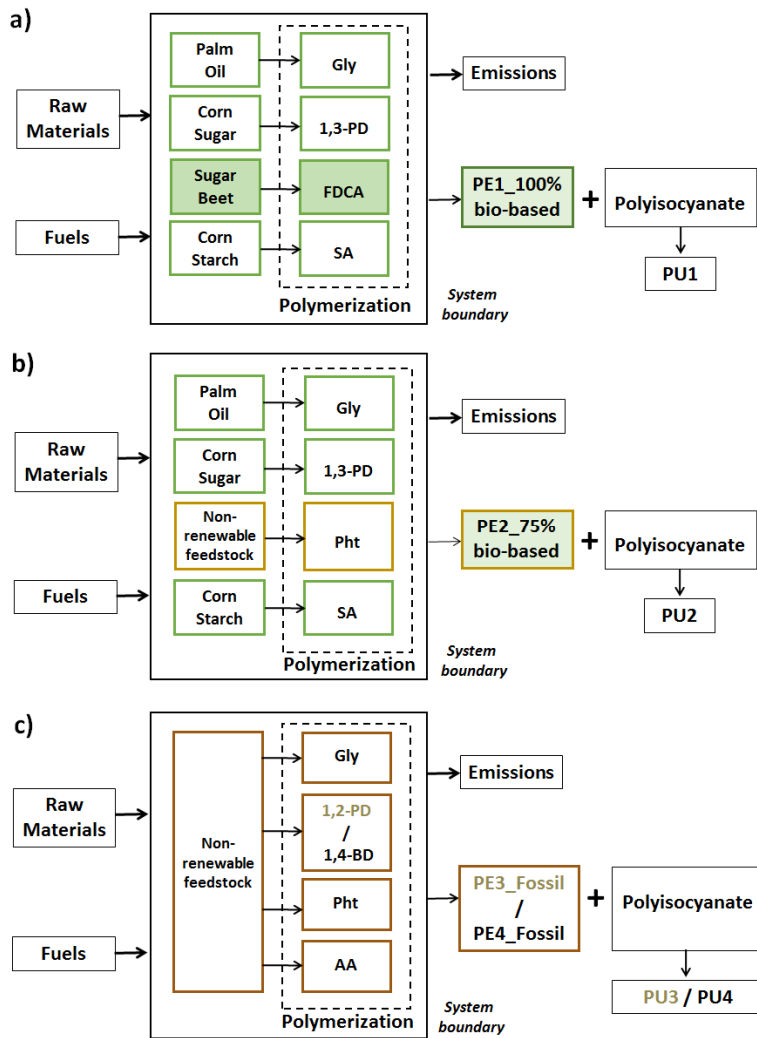 a)
Palm
Oil
Gly
Emissions
Raw
Materials
Corn
Sugar
1,3-PD
Sugar
Beet
FDCA
PE1_100%
bio-based
+
Polyisocyanate
Fuels
Corn
Starch
SA
PU1
Polymerization
System
boundary
b)
Palm
Oil
Gly
Emissions
Raw
Materials
Corn
Sugar
1,3-PD
Non-
renewable
feedstock
Pht
PE2_75%
bio-based
+
Polyisocyanate
Fuels
Corn
Starch
SA
PU2
Polymerization
System
boundary
c)
Gly
Emissions
Raw
Materials
1,2-PD
/
1,4-BD
Non-
renewable
feedstock
Pht
PE3_Fossil
/
PE4_Fossil
+
Polyisocyanate
Fuels
AA
PU3 / PU4
Polymerization
System
boundary